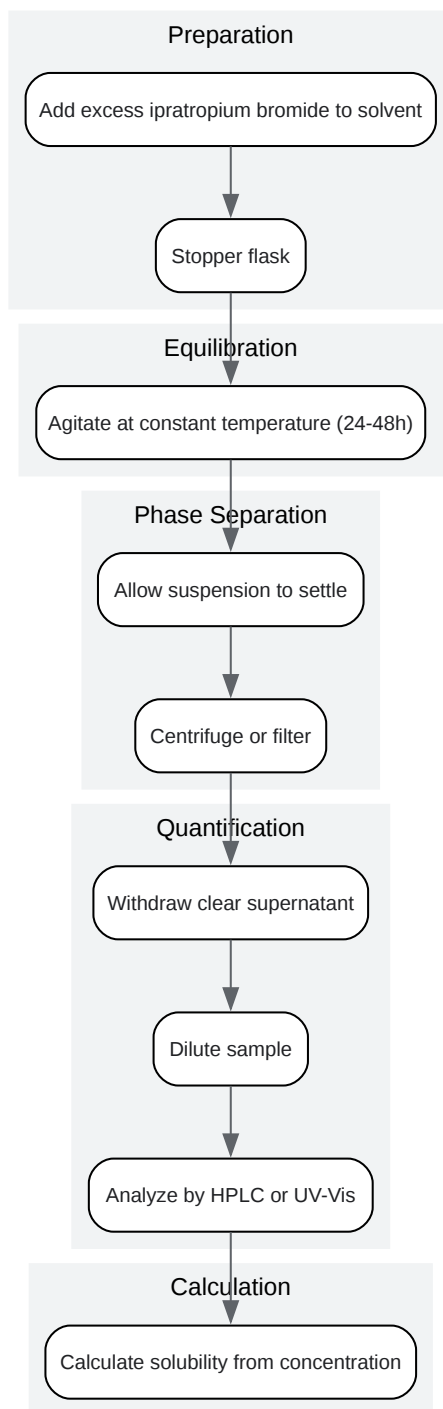 Preparation
Add excess ipratropium bromide to solvent
Stopper flask
Equilibration
Agitate at constant temperature (24-48h)
Phase Separation
Allow suspension to settle
Centrifuge or filter
Quantification
Withdraw clear supernatant
Dilute sample
Analyze by HPLC or UV-Vis
Calculation
Calculate solubility from concentration